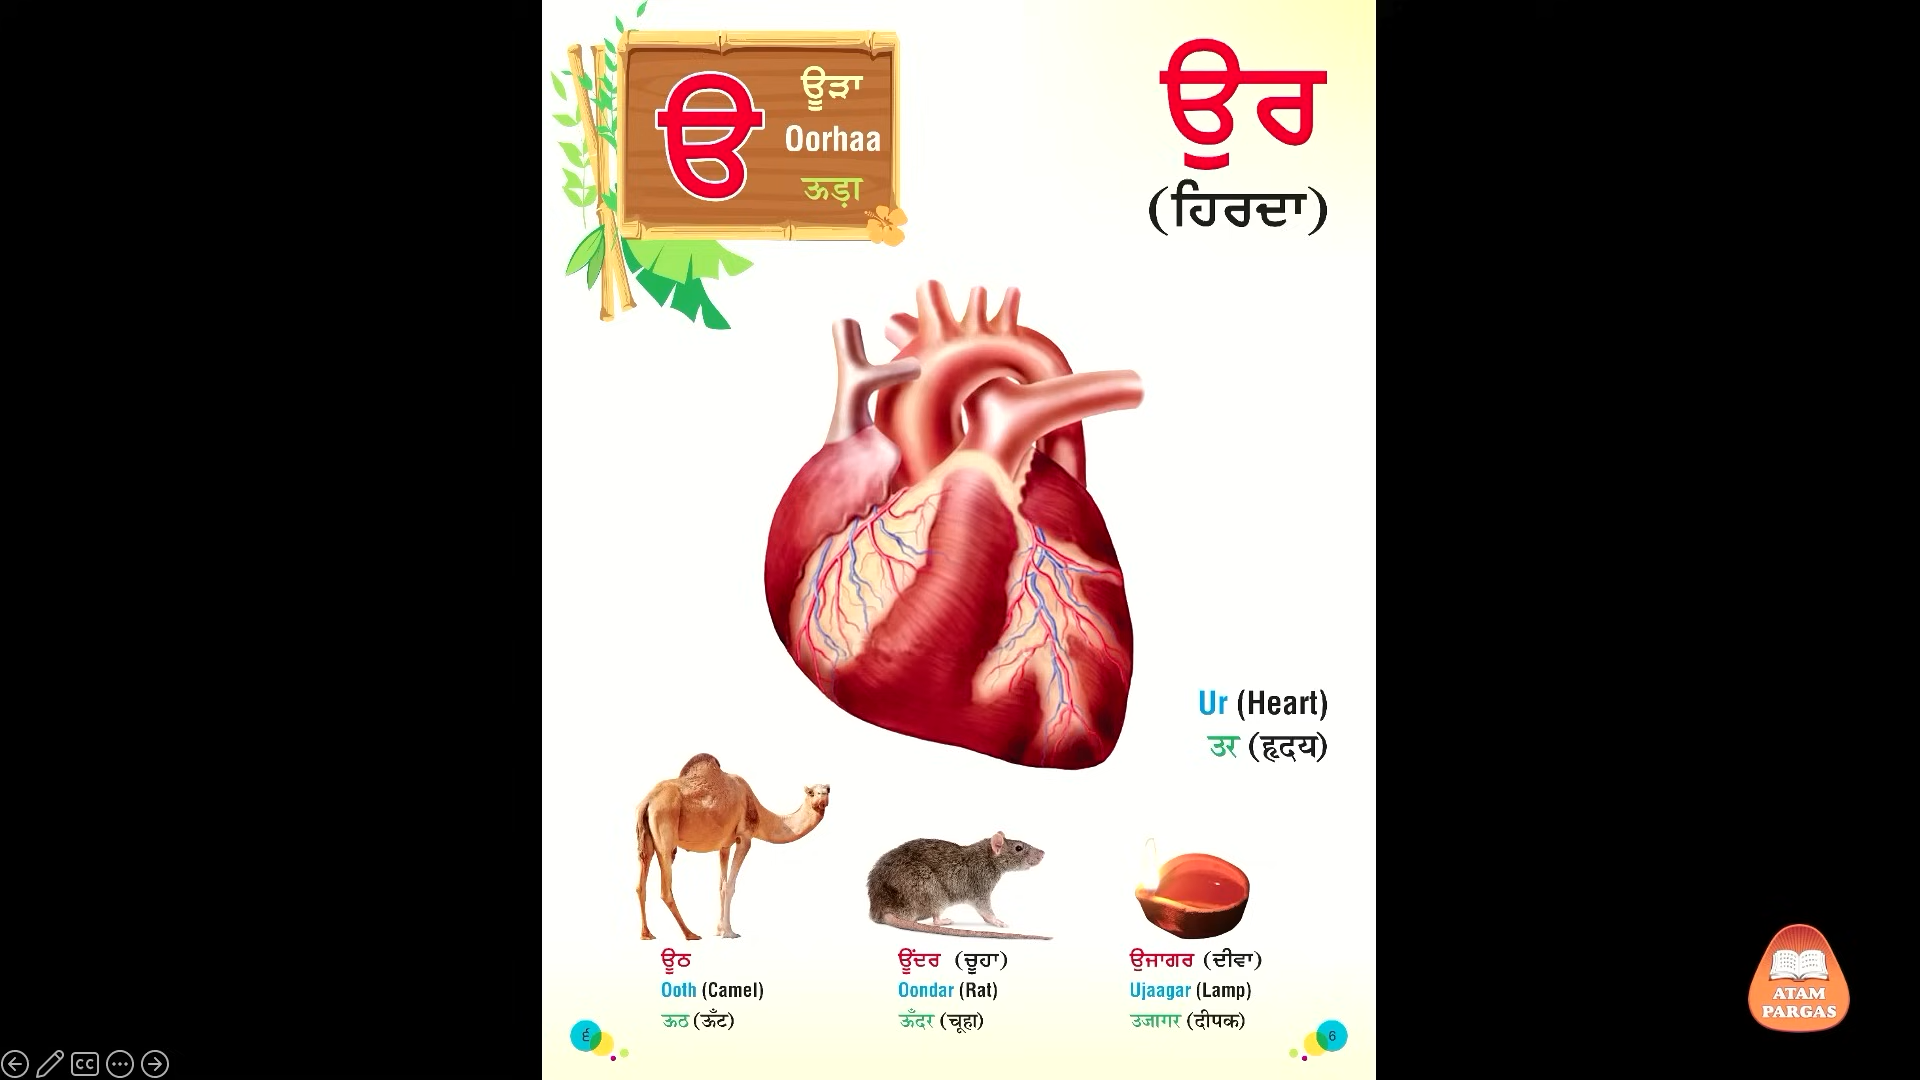 ੳ
ਊੜਾ
Oorhaa
ऊड़ा
ਉਰ
(ਹਿਰਦਾ)
Ur (Heart)
उर (हृदय)
ਊਠ
Ooth (Camel)
ऊठ (ऊँट)
ਊਂਦਰ (ਚੂਹਾ)
Oondar (Rat)
ऊँदर (चूहा)
ਉਜਾਗਰ (ਦੀਵਾ)
Ujaagar (Lamp)
उजागर (दीपक)
੬
6
ATAM
PARGAS
CC